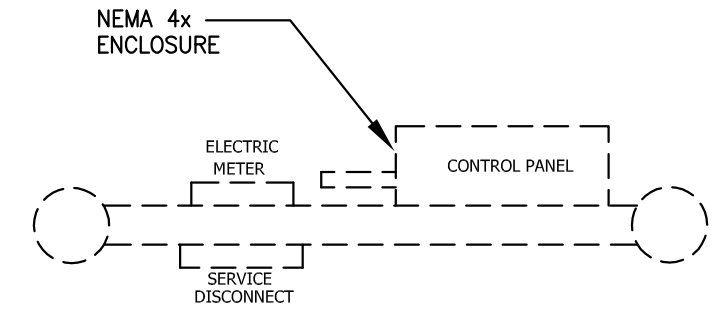 NEMA 4x
ENCLOSURE
ELECTRIC
METER
CONTROL PANEL
SERVICE
DISCONNECT